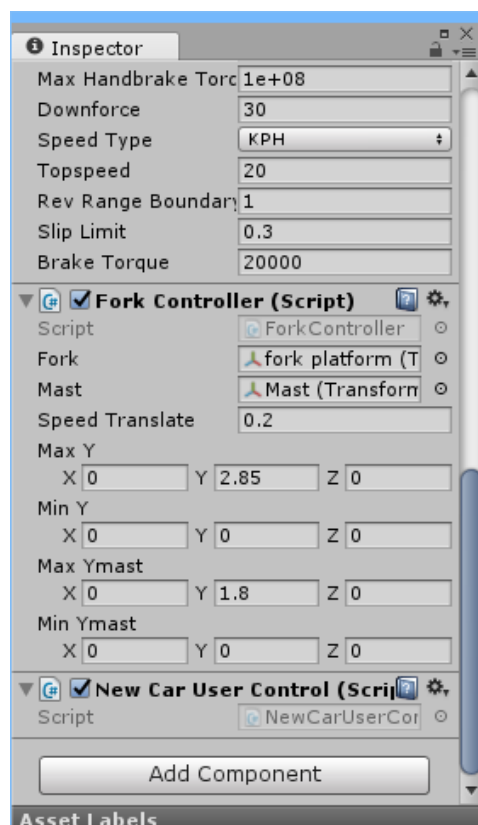 Inspector
Max Handbrake Torc 1e+08
Downforce 30
Speed Type KPH
Topspeed 20
Rev Range Boundary 1
Slip Limit 0.3
Brake Torque 20000
Fork Controller (Script)
Script ForkController
Fork fork platform (T
Mast Mast (Transform
Speed Translate 0.2
Max Y
X 0 Y 2.85 Z 0
Min Y
X 0 Y 0 Z 0
Max Ymast
X 0 Y 1.8 Z 0
Min Ymast
X 0 Y 0 Z 0
New Car User Control (Scrip
Script NewCarUserCor
Add Component
Asset Labels